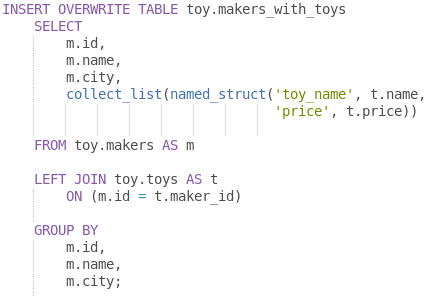 INSERT OVERWRITE TABLE toy.makers_with_toys
SELECT
m.id,
m.name,
m.city,
collect_list(named_struct('toy_name', t.name,
'price', t.price))
FROM toy.makers AS m
LEFT JOIN toy.toys AS t
ON (m.id = t.maker_id)
GROUP BY
m.id,
m.name,
m.city;